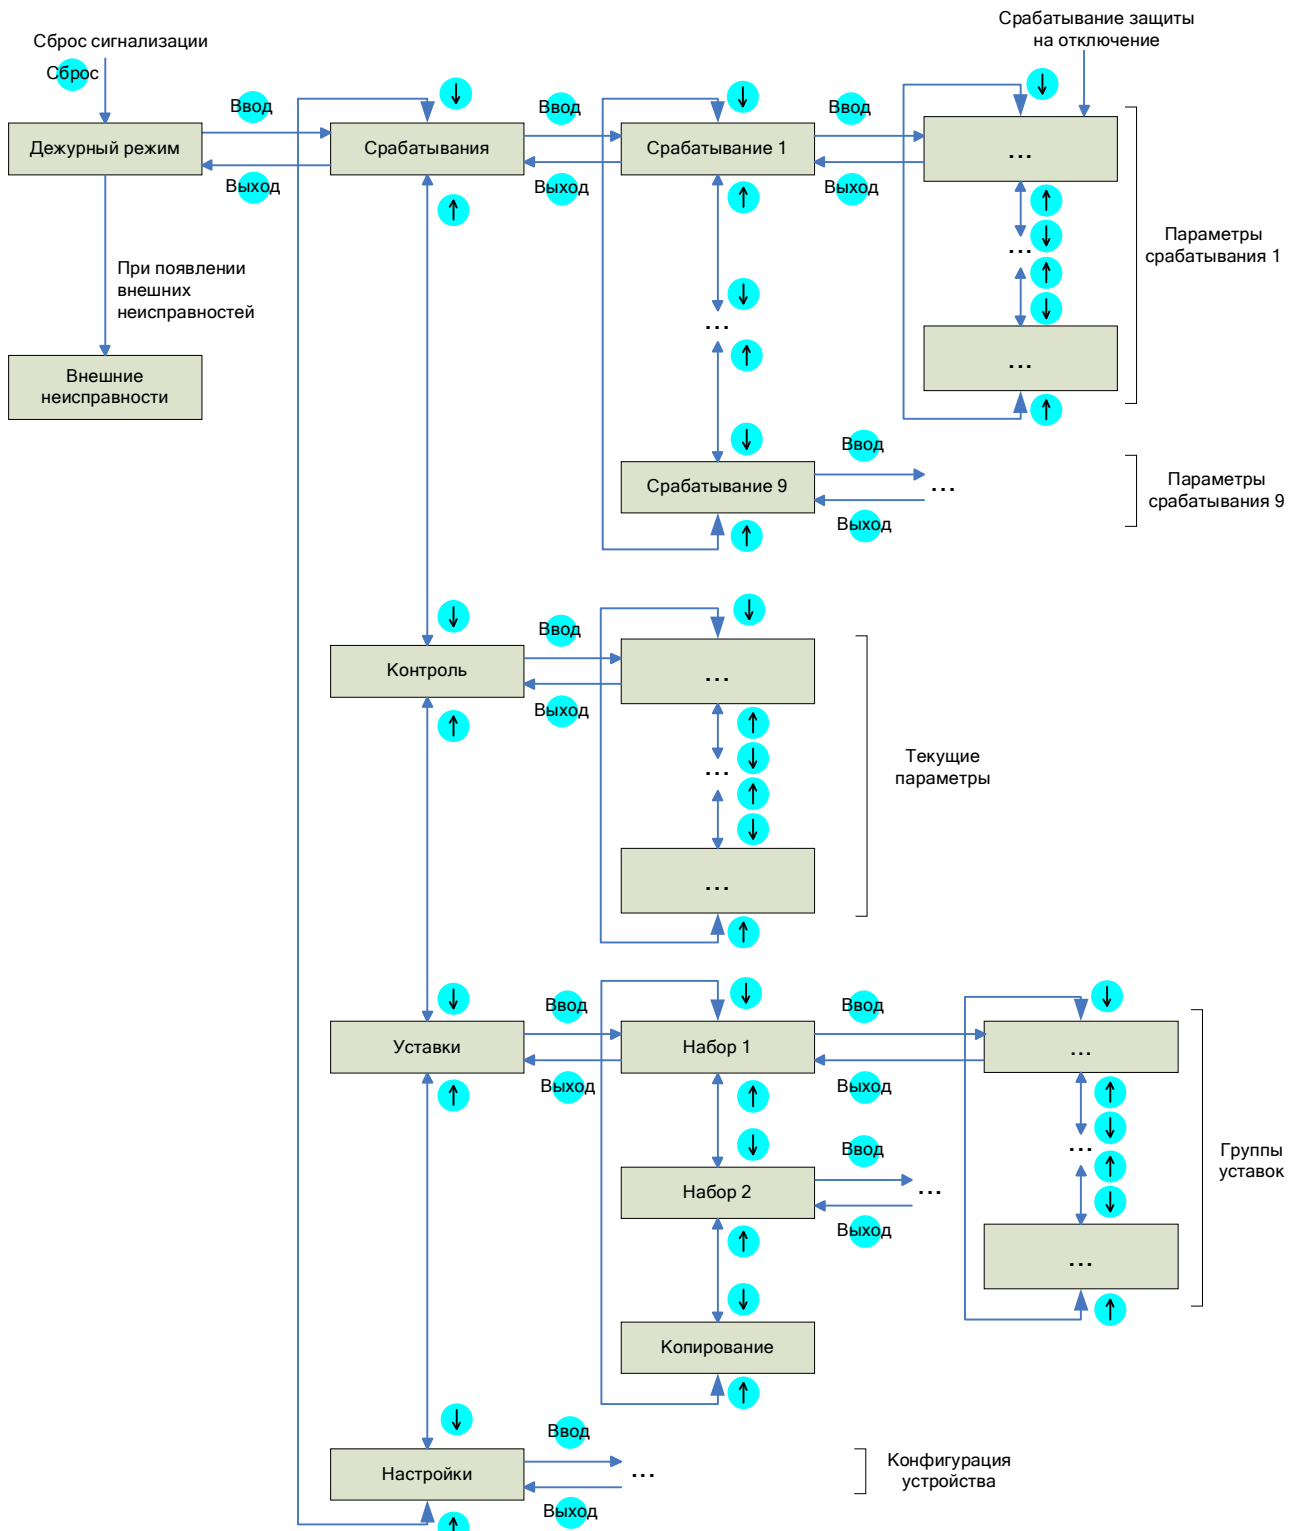 Сброс сигнализации
Сброс
Срабатывание защиты
на отключение
Ввод
Ввод
Ввод
Дежурный режим
Срабатывания
Срабатывание 1
...
Выход
Выход
Выход
При появлении
внешних
неисправностей
...
Параметры
срабатывания 1
...
...
Внешние
неисправности
Ввод
Срабатывание 9
...
Выход
Параметры
срабатывания 9
Ввод
Контроль
...
Выход
...
Текущие
параметры
...
Ввод
Ввод
Уставки
Набор 1
...
Выход
Выход
...
Ввод
Набор 2
...
Выход
Группы
уставок
...
Копирование
Ввод
Настройки
...
Выход
Конфигурация
устройства